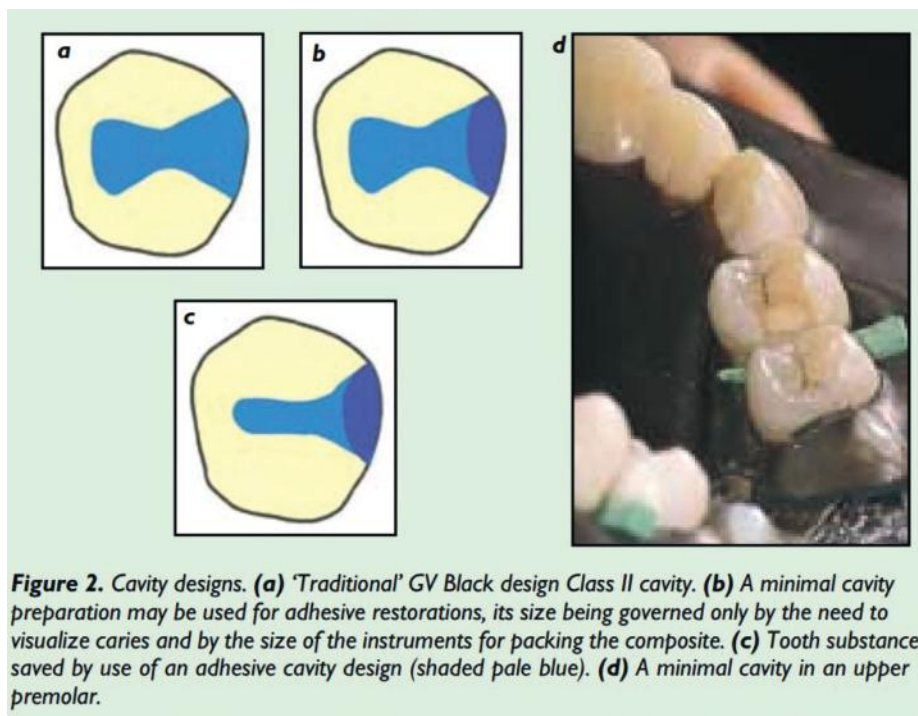 a
b
d
c
Figure 2. Cavity designs. (a) ‘Traditional’ GV Black design Class II cavity. (b) A minimal cavity
preparation may be used for adhesive restorations, its size being governed only by the need to
visualize caries and by the size of the instruments for packing the composite. (c) Tooth substance
saved by use of an adhesive cavity design (shaded pale blue). (d) A minimal cavity in an upper
premolar.